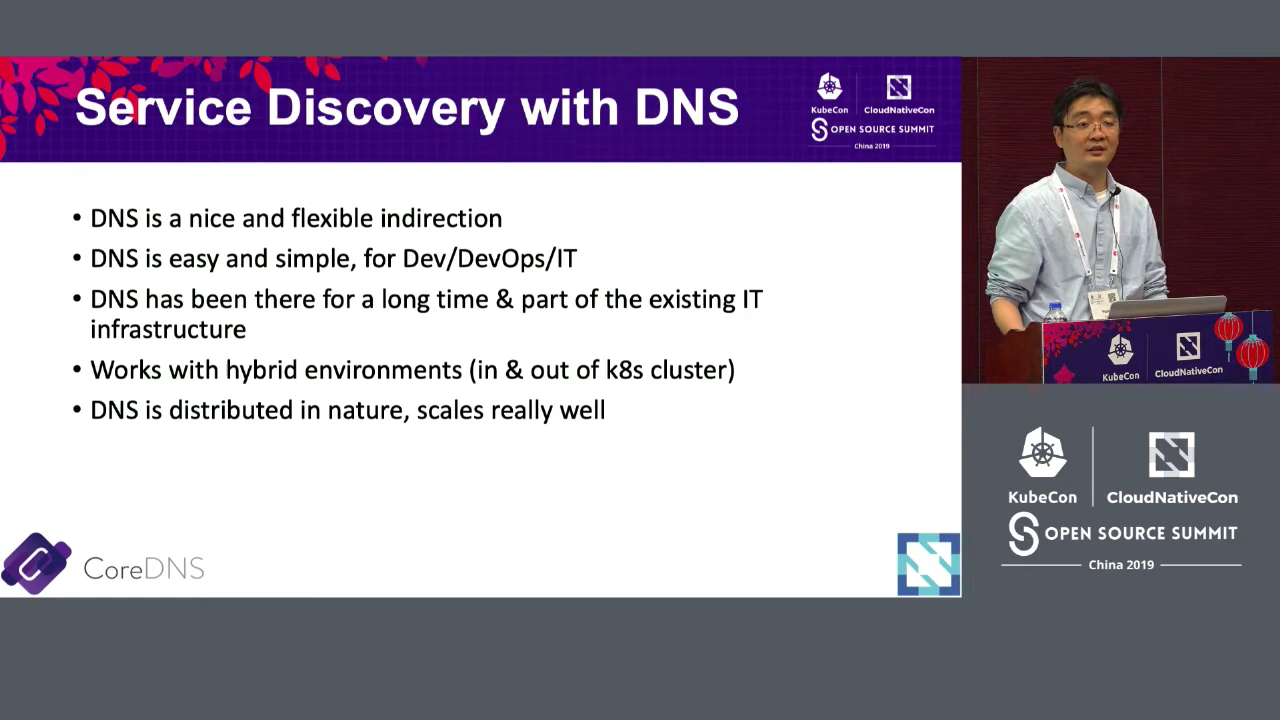 Service Discovery with DNS
KubeCon
CloudNativeCon
OPEN SOURCE SUMMIT
China 2019
• DNS is a nice and flexible indirection
• DNS is easy and simple, for Dev/DevOps/IT
• DNS has been there for a long time & part of the existing IT
infrastructure
• Works with hybrid environments (in & out of k8s cluster)
• DNS is distributed in nature, scales really well
CoreDNS
KubeCon
CloudNativeCon
KubeCon
CloudNativeCon
OPEN SOURCE SUMMIT
China 2019